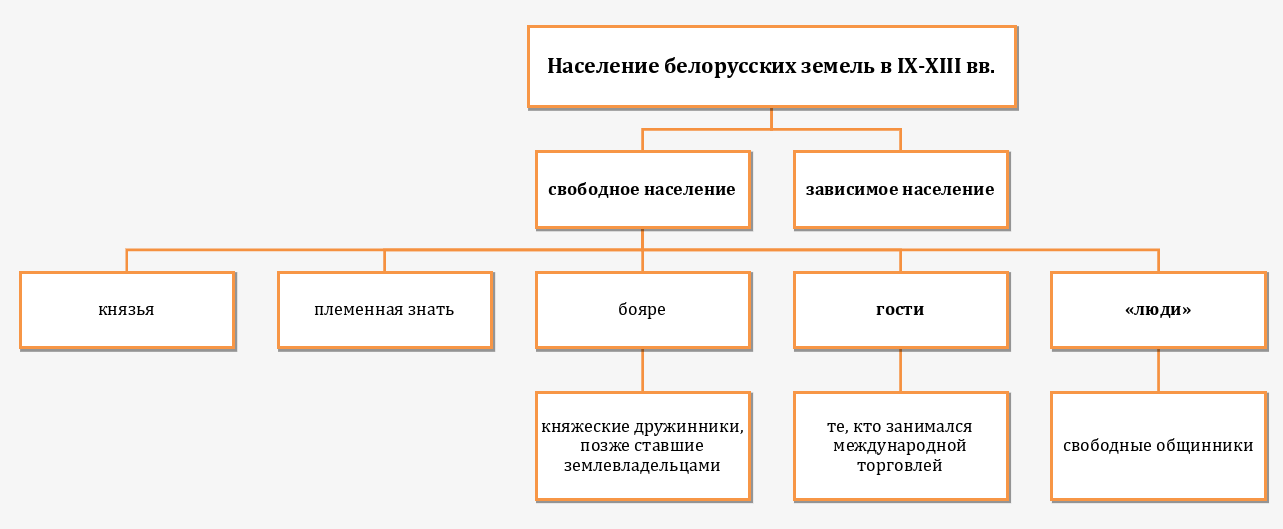 Население белорусских земель в IX-XIII вв.
свободное население
зависимое население
князья
племенная знать
бояре
гости
«люди»
княжеские дружинники,
позже ставшие
землевладельцами
те, кто занимался
международной
торговлей
свободные общинники